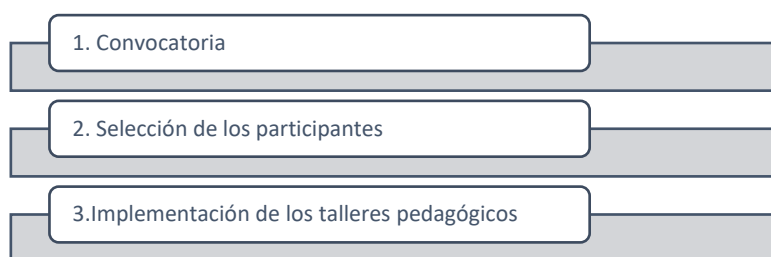 1. Convocatoria
2. Selección de los participantes
3.Implementación de los talleres pedagógicos